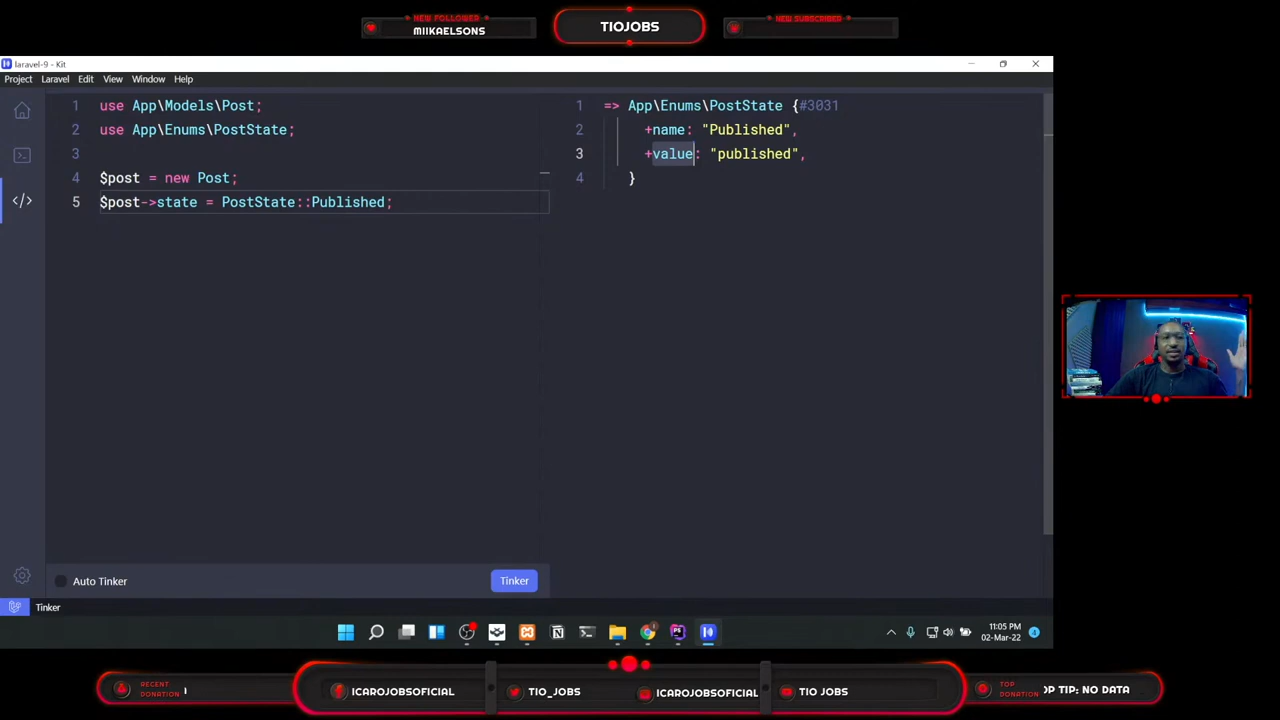 NEW FOLLOWER
MIIKAELSONS
TIOJOBS
NEW SUBSCRIBER
laravel-9 - Kit
Project Laravel Edit View Window Help
1 use App\Models\Post;
2 use App\Enums\PostState;
3
4 $post = new Post;
5 $post->state = PostState::Published;
1 => App\Enums\PostState {#3031
2 +name: "Published",
3 +value: "published",
4 }
Auto Tinker
Tinker
Tinker
11:05 PM
02-Mar-22
4
RECENT
DONATION
ICAROJOBSOFICIAL
TIO_JOBS
ICAROJOBSOFICIAL
TIO JOBS
TOP
DONATION
OP TIP: NO DATA